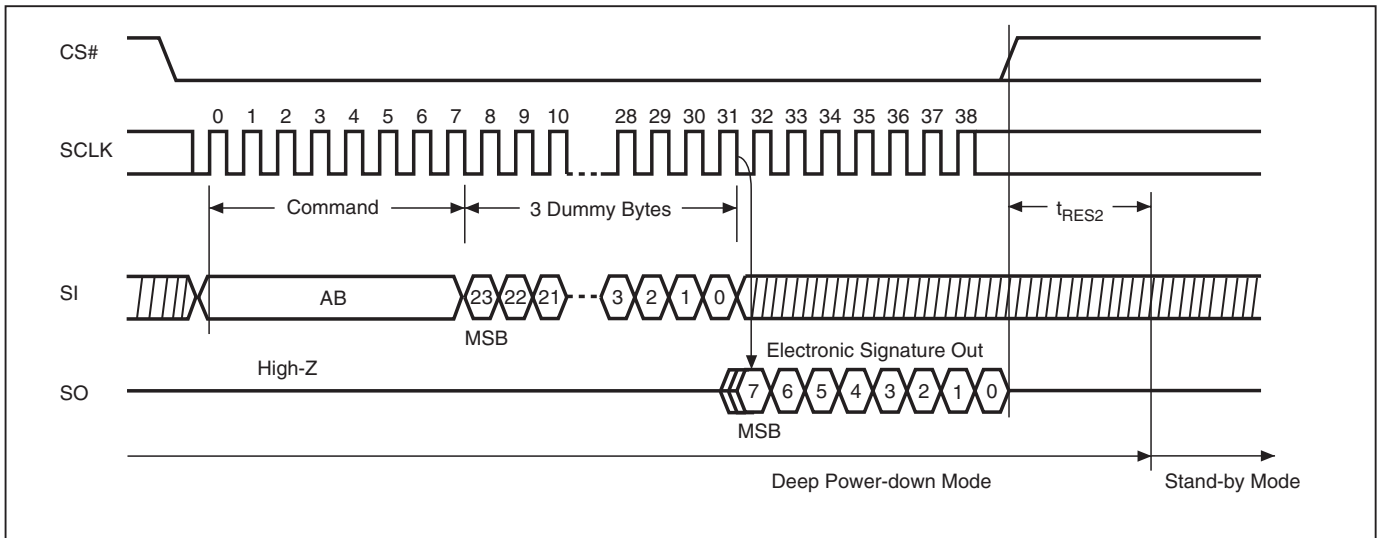 CS#
0 1 2 3 4 5 6 7 8 9 10 28 29 30 31 32 33 34 35 36 37 38
SCLK
Command 3 Dummy Bytes tRES2
SI AB 23 22 21 3 2 1 0
MSB
High-Z Electronic Signature Out
SO 7 6 5 4 3 2 1 0
MSB
Deep Power-down Mode Stand-by Mode